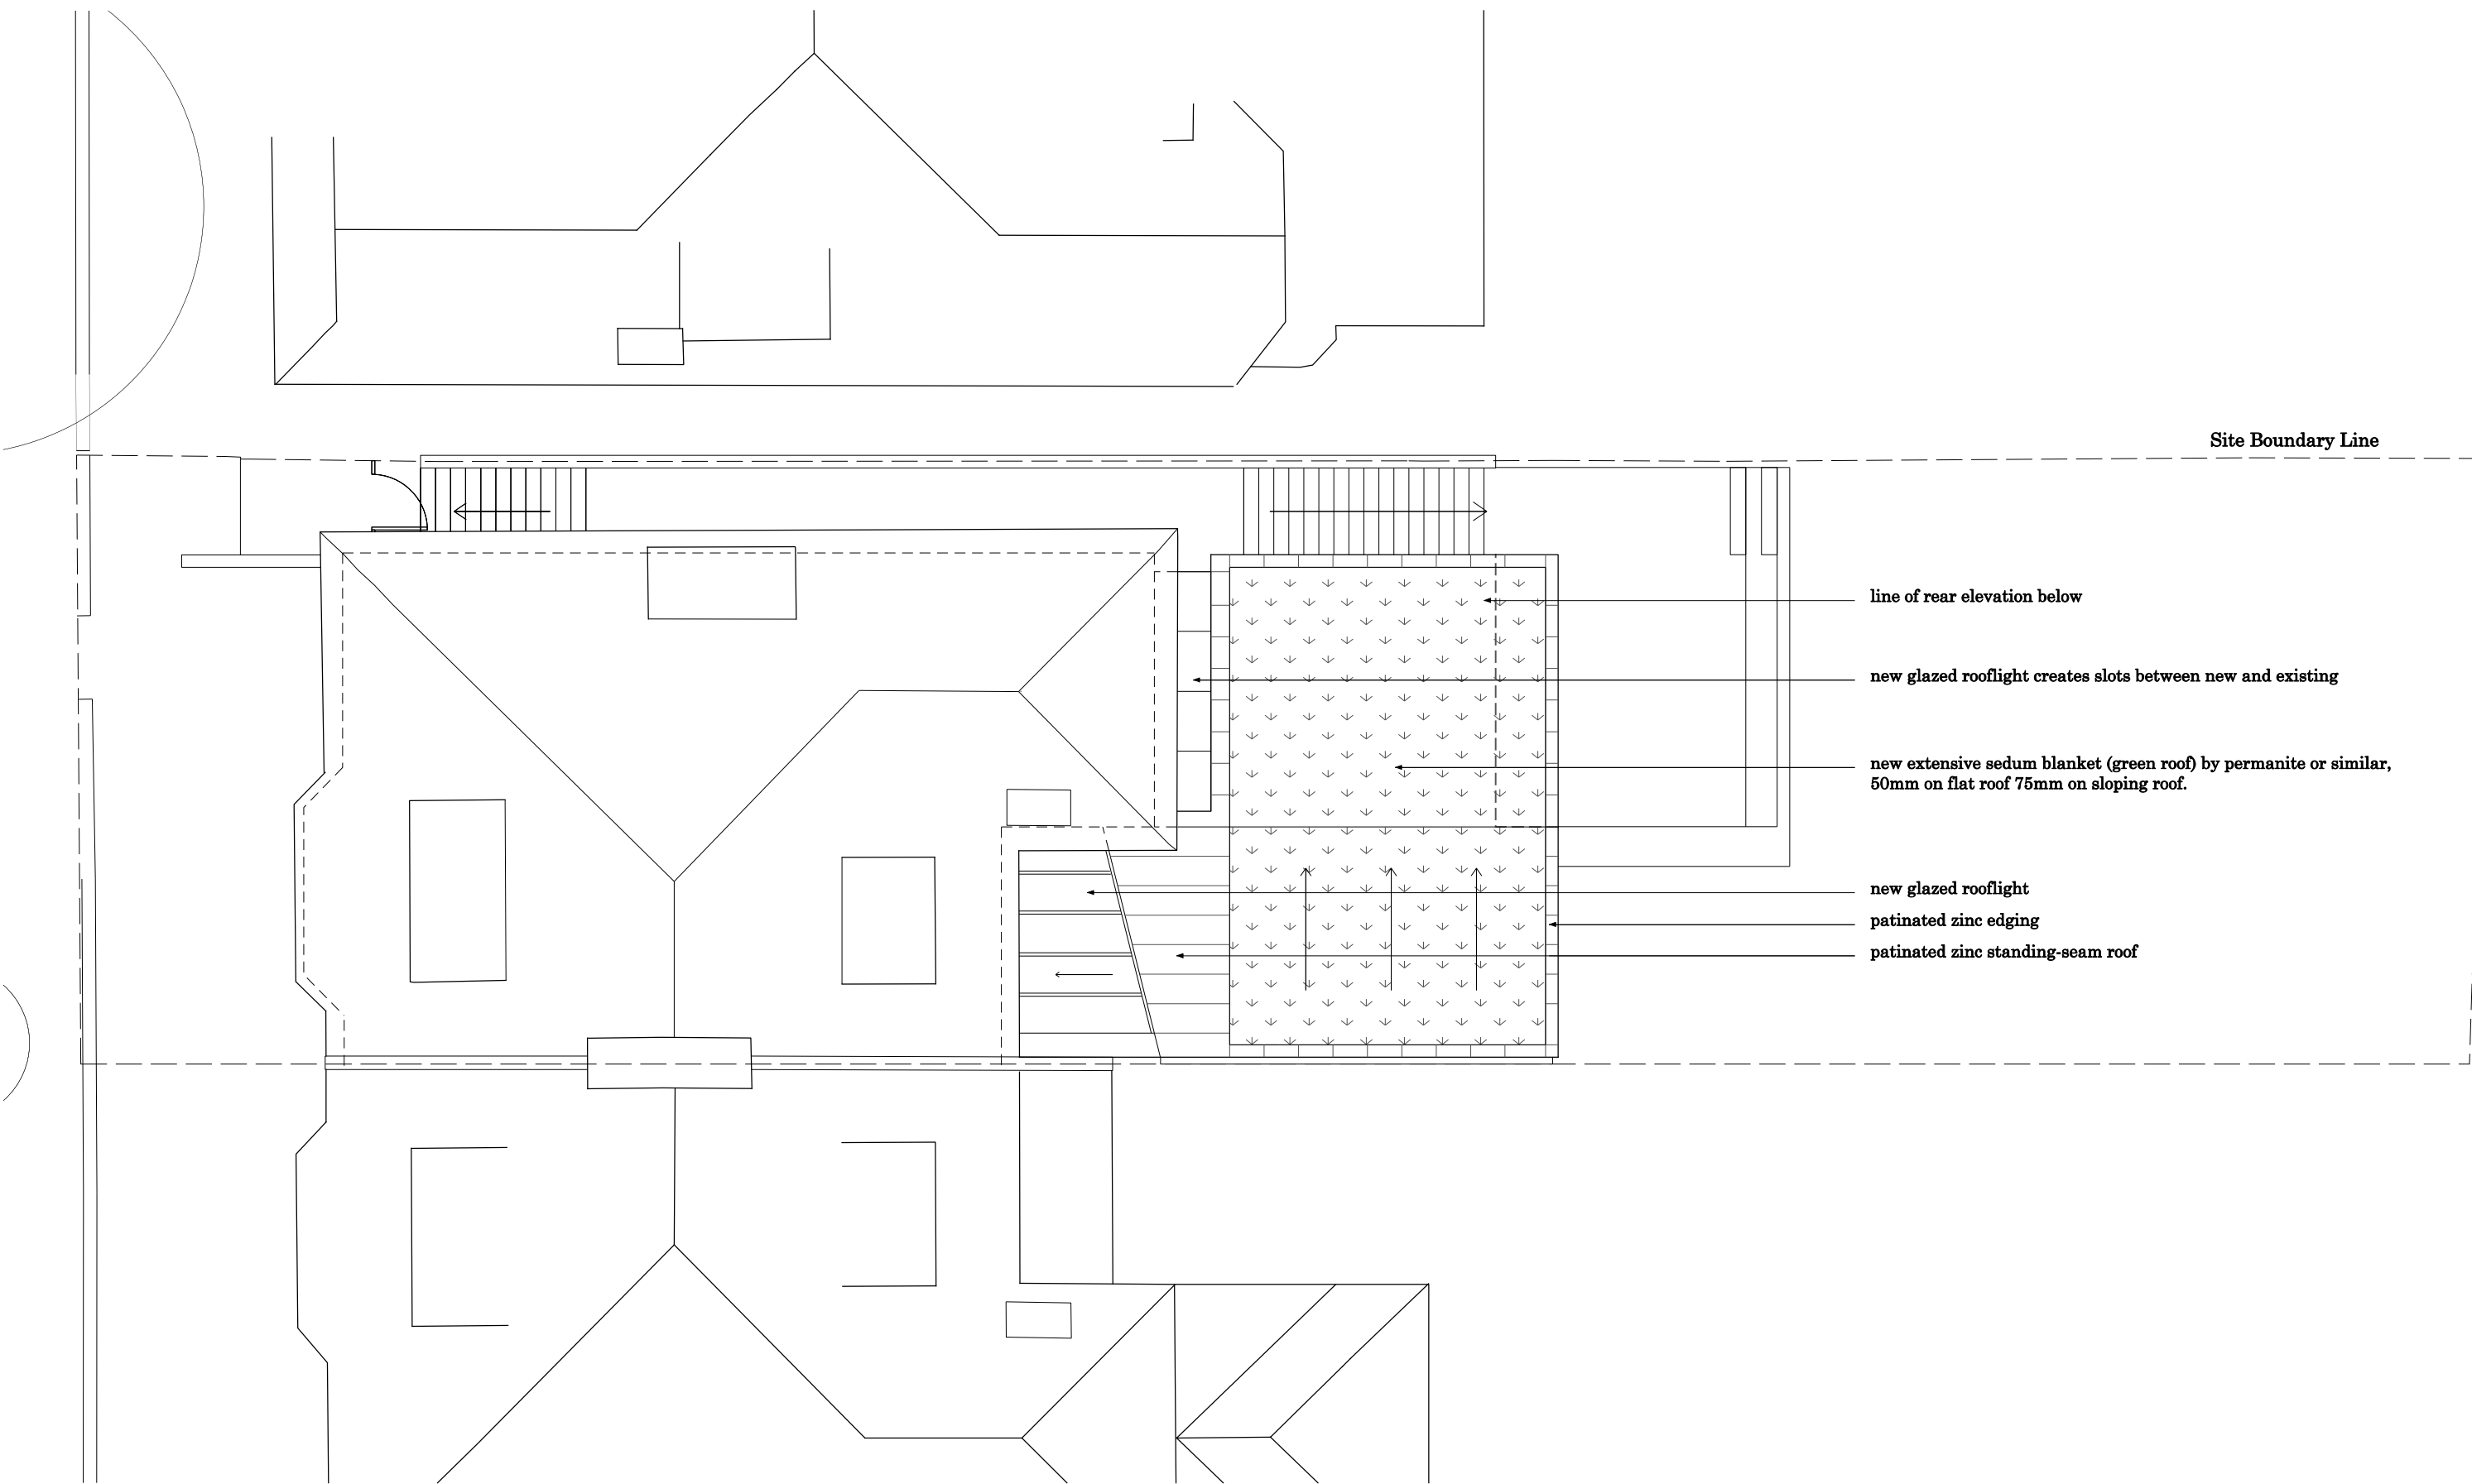 Site Boundary Line
line of rear elevation below
new glazed rooflight creates slots between new and existing
new extensive sedum blanket (green roof) by permanite or similar,
50mm on flat roof 75mm on sloping roof.
new glazed rooflight
patinated zinc edging
patinated zinc standing-seam roof